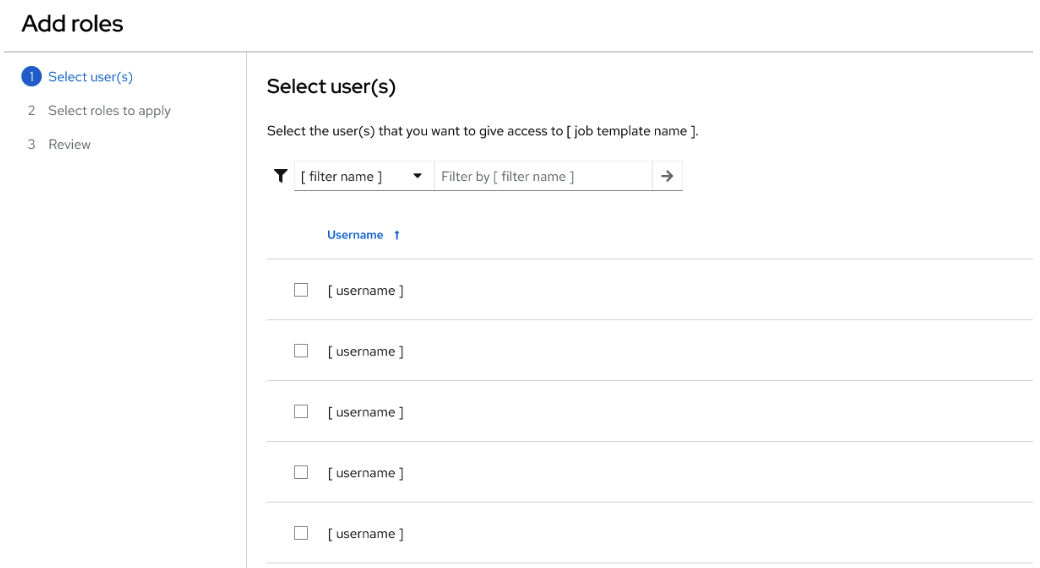 Add roles
1 Select user(s)
2 Select roles to apply
3 Review
Select user(s)
Select the user(s) that you want to give access to [ job template name ].
[ filter name ] Filter by [ filter name ]
Username
[ username ]
[ username ]
[ username ]
[ username ]
[ username ]